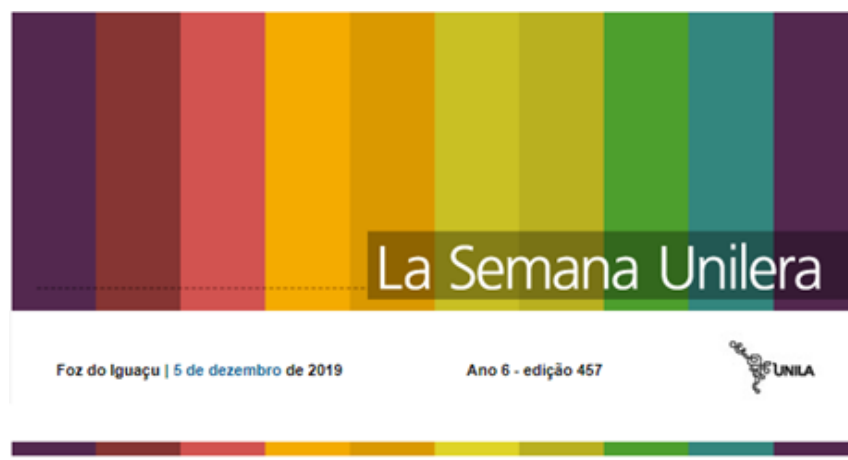 La Semana Unilera
Foz do Iguaçu | 5 de dezembro de 2019
Ano 6 - edição 457
UNILA